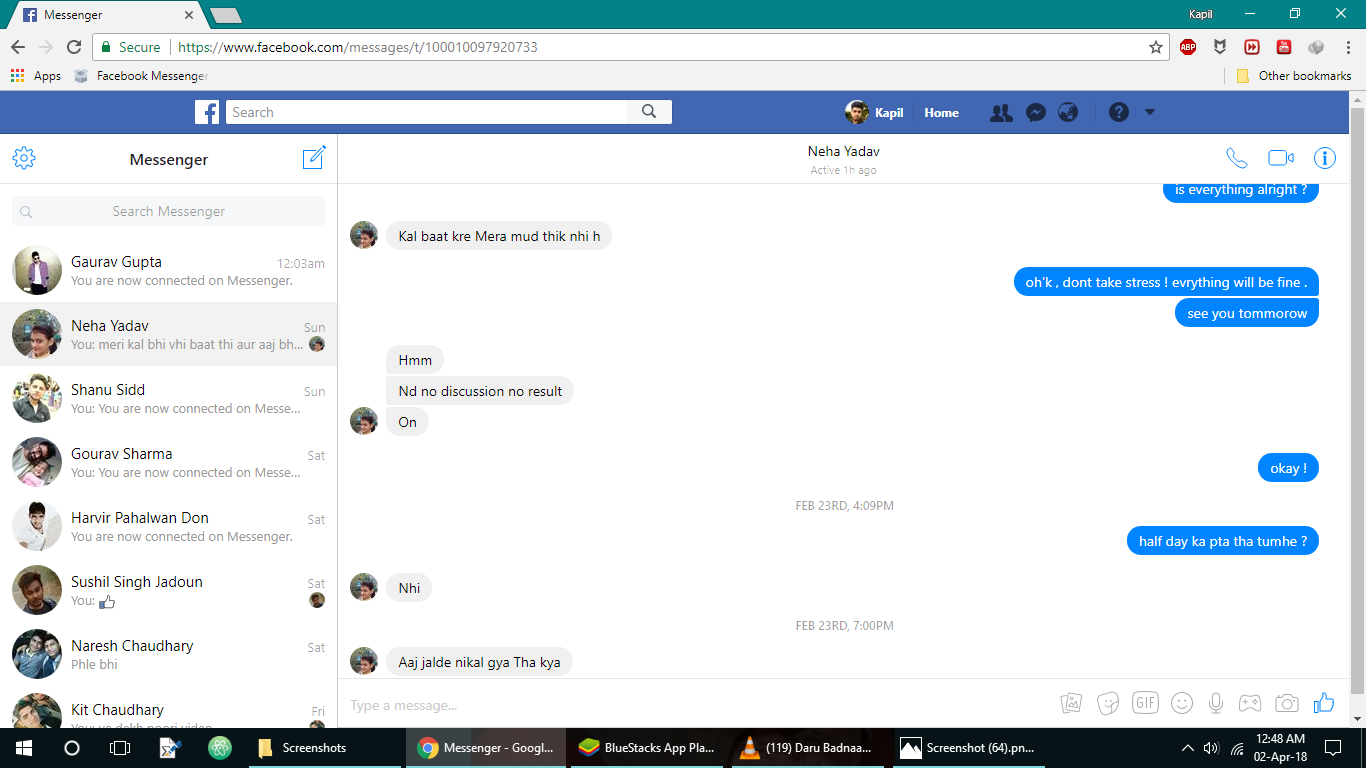 Messenger
Kapil
Secure
https://www.facebook.com/messages/t/100010097920733
ABP
Apps
Facebook Messenger
Other bookmarks
Search
Kapil
Home
Messenger
Neha Yadav
Active 1h ago
Search Messenger
Gaurav Gupta
12:03am
You are now connected on Messenger.
Neha Yadav
Sun
You: meri kal bhi vhi baat thi aur aaj bh...
Shanu Sidd
Sun
You: You are now connected on Messe...
Gourav Sharma
Sat
You: You are now connected on Messe...
Harvir Pahalwan Don
Sat
You are now connected on Messenger.
Sushil Singh Jadoun
Sat
You:
Naresh Chaudhary
Sat
Phle bhi
Kit Chaudhary
Fri
You: ye dekh poori video
is everything alright ?
Kal baat kre Mera mud thik nhi h
oh'k , dont take stress ! evrything will be fine .
see you tommorow
Hmm
Nd no discussion no result
On
okay !
FEB 23RD, 4:09PM
half day ka pta tha tumhe ?
Nhi
FEB 23RD, 7:00PM
Aaj jalde nikal gya Tha kya
Type a message...
GIF
Screenshots
Messenger - Googl...
BlueStacks App Pla...
(119) Daru Badnaa...
Screenshot (64).pn...
12:48 AM
02-Apr-18